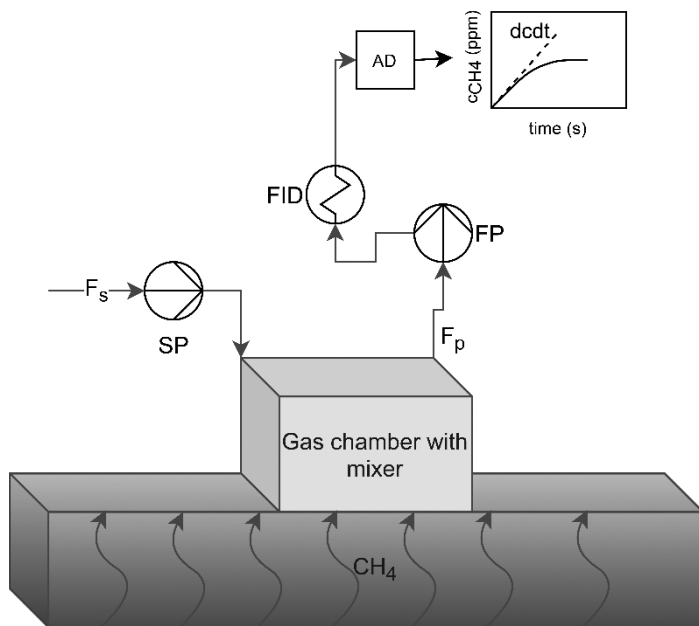 dcdt
cCH4 (ppm)
AD
time (s)
FID
FP
Fs
SP
Fp
Gas chamber with
mixer
CH4